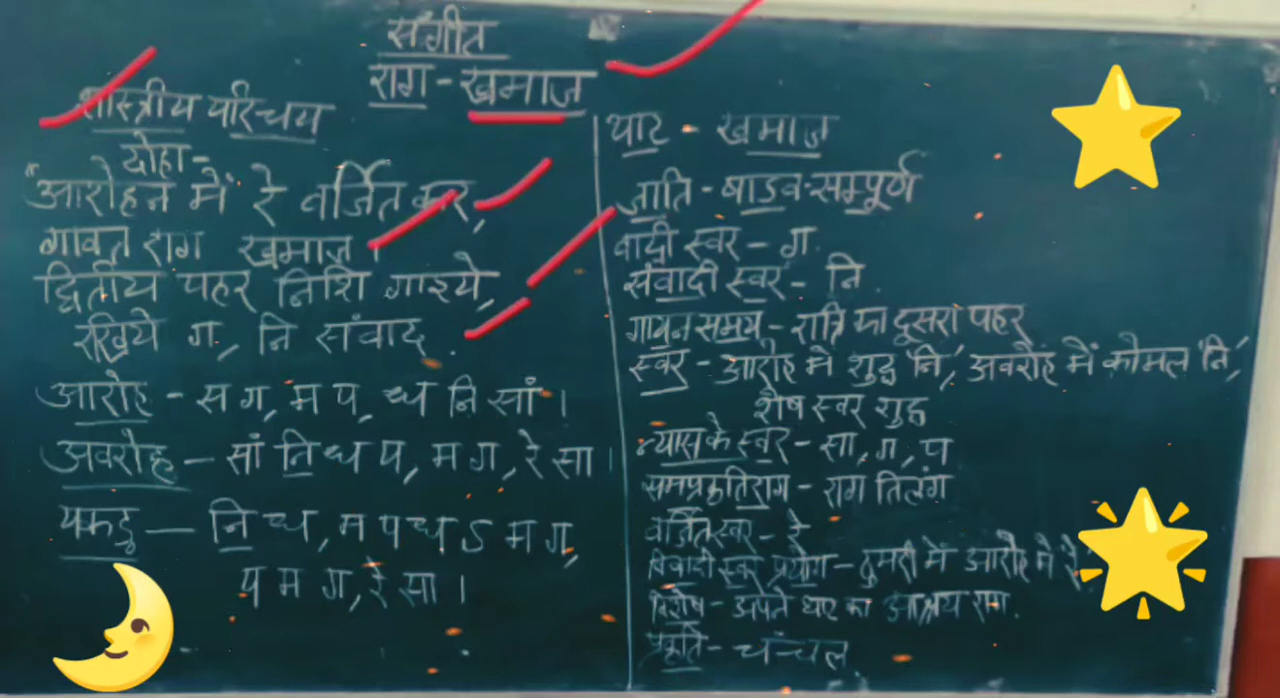 संगीत
राग - खमाज
शास्त्रीय परिचय
दोहा-
"आरोहन में रे वर्जित कर,
गावत राग खमाज।
द्वितीय पहर निशि गाइये,
रखिये ग, नि संवाद.
आरोह - स ग, म प, ध नि सां।
अवरोह – सां नि ध प, म ग, रे सा।
पकड़ — नि ध, म प ध ऽ म ग,
प म ग, रे सा।
थाट - खमाज
जाति - षाडव-सम्पूर्ण
वादी स्वर – ग.
संवादी स्वर - नि.
गायन समय - रात्रि का दूसरा पहर
स्वर - आरोह में शुद्ध 'नि', अवरोह में कोमल 'नि',
शेष स्वर शुद्ध
न्यास के स्वर - सा, ग, प
समप्रकृति राग - राग तिलंग
वर्जित स्वर - रे
विवादी स्वर प्रयोग – ठुमरी में आरोह में रे
विशेष - अपने थाट का आश्रय राग.
प्रकृति - चन्चल